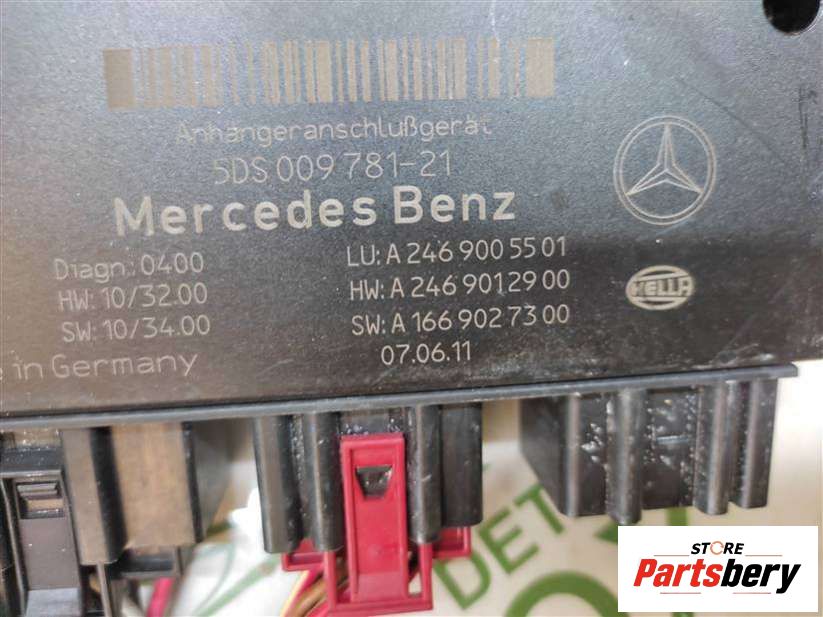 Anhängeranschlußgerät
5DS 009 781-21
Mercedes Benz
Diagn.: 0400
LU: A 246 900 55 01
HW: 10/32.00
HW: A 246 901 29 00
HELLA
SW: 10/34.00
SW: A 166 902 73 00
in Germany
07.06.11
DET
STORE
Partsbery